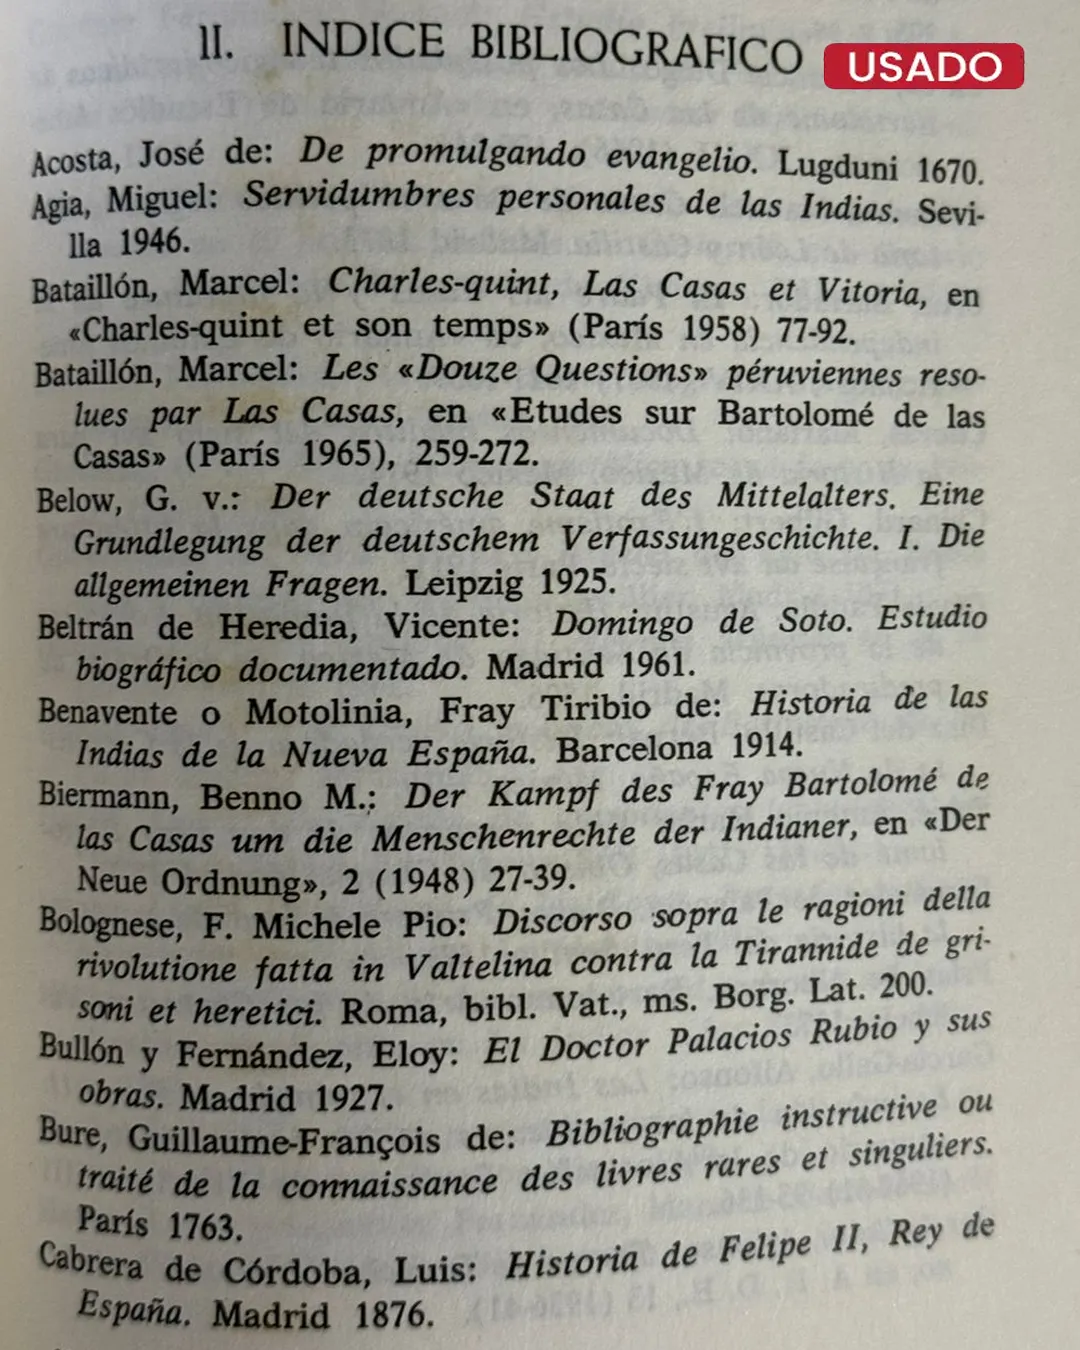 II. INDICE BIBLIOGRAFICO
USADO
Acosta, José de: De promulgando evangelio. Lugduni 1670.
Agia, Miguel: Servidumbres personales de las Indias. Sevi-
lla 1946.
Bataillón, Marcel: Charles-quint, Las Casas et Vitoria, en
«Charles-quint et son temps» (París 1958) 77-92.
Bataillón, Marcel: Les «Douze Questions» péruviennes reso-
lues par Las Casas, en «Etudes sur Bartolomé de las
Casas» (París 1965), 259-272.
Below, G. v.: Der deutsche Staat des Mittelalters. Eine
Grundlegung der deutschem Verfassungeschichte. I. Die
allgemeinen Fragen. Leipzig 1925.
Beltrán de Heredia, Vicente: Domingo de Soto. Estudio
biográfico documentado. Madrid 1961.
Benavente o Motolinia, Fray Tiribio de: Historia de las
Indias de la Nueva España. Barcelona 1914.
Biermann, Benno M.: Der Kampf des Fray Bartolomé de
las Casas um die Menschenrechte der Indianer, en «Der
Neue Ordnung», 2 (1948) 27-39.
Bolognese, F. Michele Pio: Discorso sopra le ragioni della
rivolutione fatta in Valtelina contra la Tirannide de gri-
soni et heretici. Roma, bibl. Vat., ms. Borg. Lat. 200.
Bullón y Fernández, Eloy: El Doctor Palacios Rubio y sus
obras. Madrid 1927.
Bure, Guillaume-François de: Bibliographie instructive ou
traité de la connaissance des livres rares et singuliers.
París 1763.
Cabrera de Córdoba, Luis: Historia de Felipe II, Rey de
España. Madrid 1876.